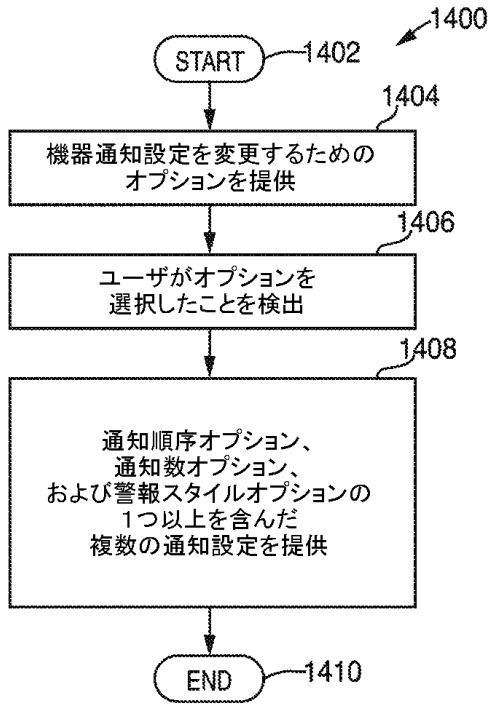 1400
START
1402
1404
機器通知設定を変更するための
オプションを提供
1406
ユーザがオプションを
選択したことを検出
1408
通知順序オプション、
通知数オプション、
および警報スタイルオプションの
１つ以上を含んだ
複数の通知設定を提供
END
1410